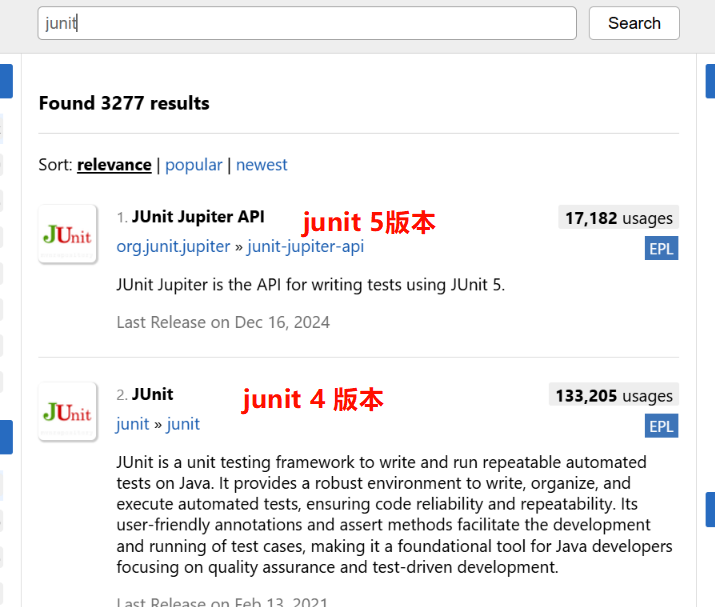 junit
Search
Found 3277 results
Sort: relevance | popular | newest
JUnit
1. JUnit Jupiter API
junit 5版本
17,182 usages
org.junit.jupiter » junit-jupiter-api
EPL
JUnit Jupiter is the API for writing tests using JUnit 5.
Last Release on Dec 16, 2024
JUnit
2. JUnit
junit 4 版本
133,205 usages
junit » junit
EPL
JUnit is a unit testing framework to write and run repeatable automated
tests on Java. It provides a robust environment to write, organize, and
execute automated tests, ensuring code reliability and repeatability. Its
user-friendly annotations and assert methods facilitate the development
and running of test cases, making it a foundational tool for Java developers
focusing on quality assurance and test-driven development.
Last Release on Feb 13, 2021